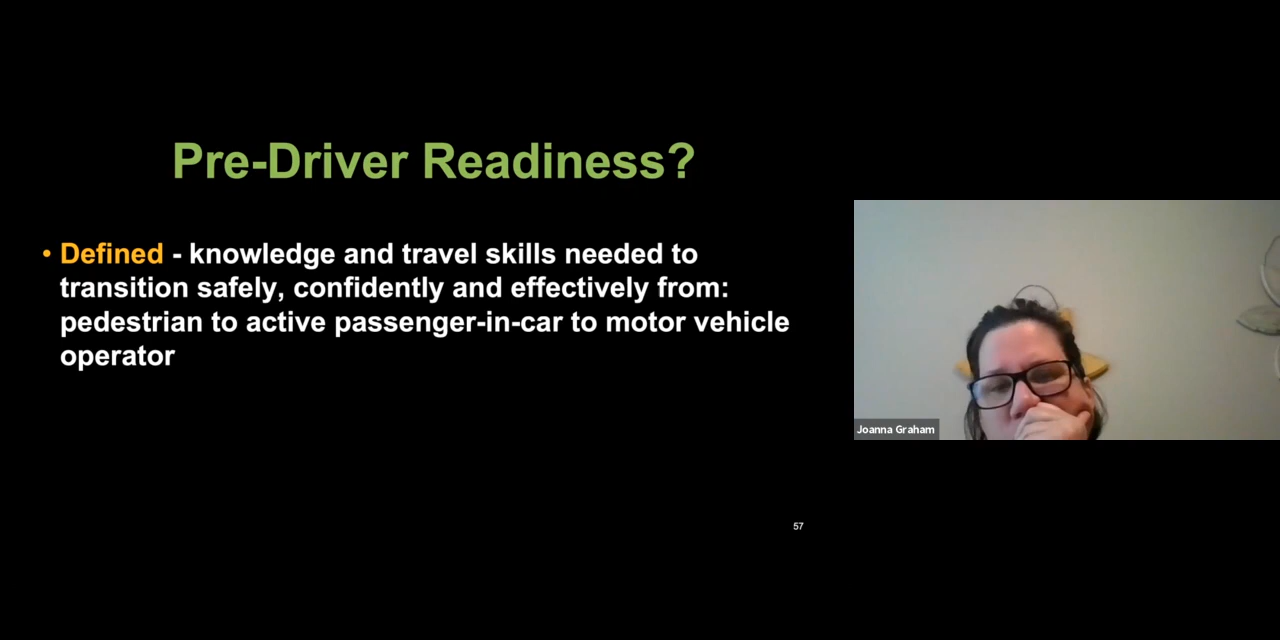 Pre-Driver Readiness?
• Defined - knowledge and travel skills needed to
transition safely, confidently and effectively from:
pedestrian to active passenger-in-car to motor vehicle
operator
Joanna Graham
57